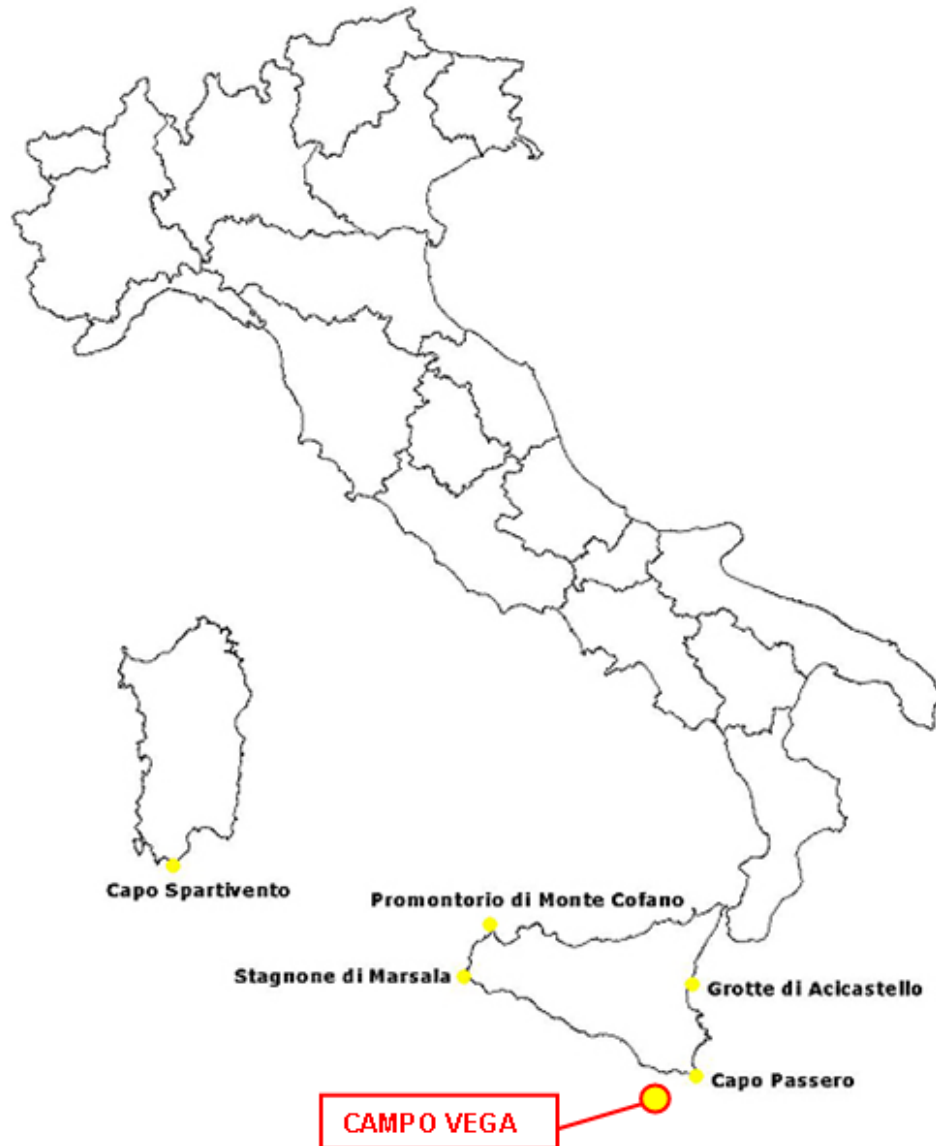 Capo Spartivento
Promontorio di Monte Cofano
Stagnone di Marsala
Grotte di Acicastello
Capo Passero
CAMPO VEGA